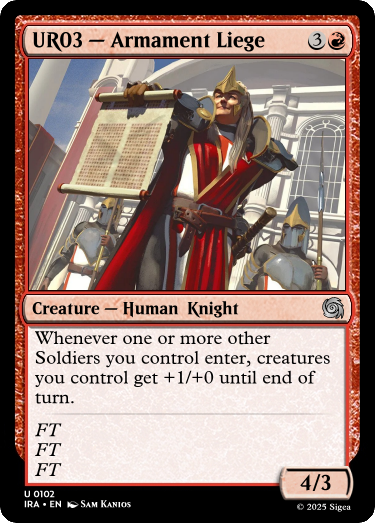 UR03 — Armament Liege 3
Creature — Human Knight
Whenever one or more other
Soldiers you control enter, creatures
you control get +1/+0 until end of
turn.
FT
FT
FT
4/3
U 0102
IRA • EN SAM KANIOS
© 2025 Sigea